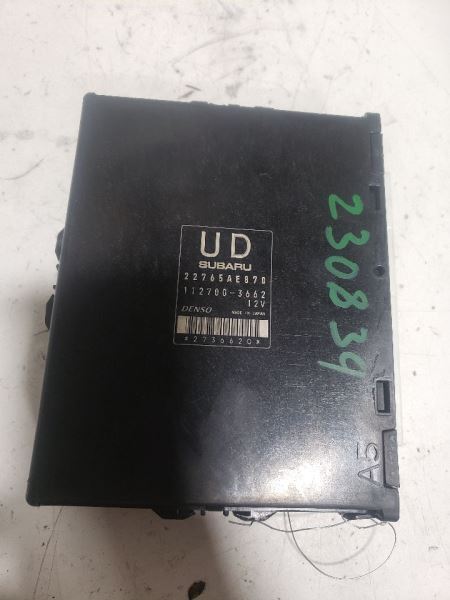 UD
SUBARU
22765AE870
112700-3662
12V
DENSO MADE IN JAPAN
*2736620*
230839
A5